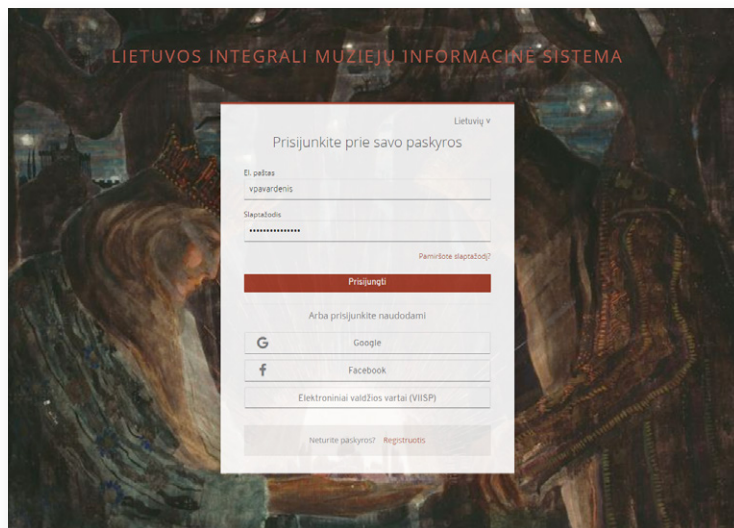 LIETUVOS INTEGRALI MUZIEJŲ INFORMACINĖ SISTEMA
Lietuvių ∨
Prisijunkite prie savo paskyros
El. paštas
vpavardenis
Slaptažodis
•••••••••••••••
Pamiršote slaptažodį?
Prisijungti
Arba prisijunkite naudodami
Google
Facebook
Elektroniniai valdžios vartai (VIISP)
Neturite paskyros? Registruotis